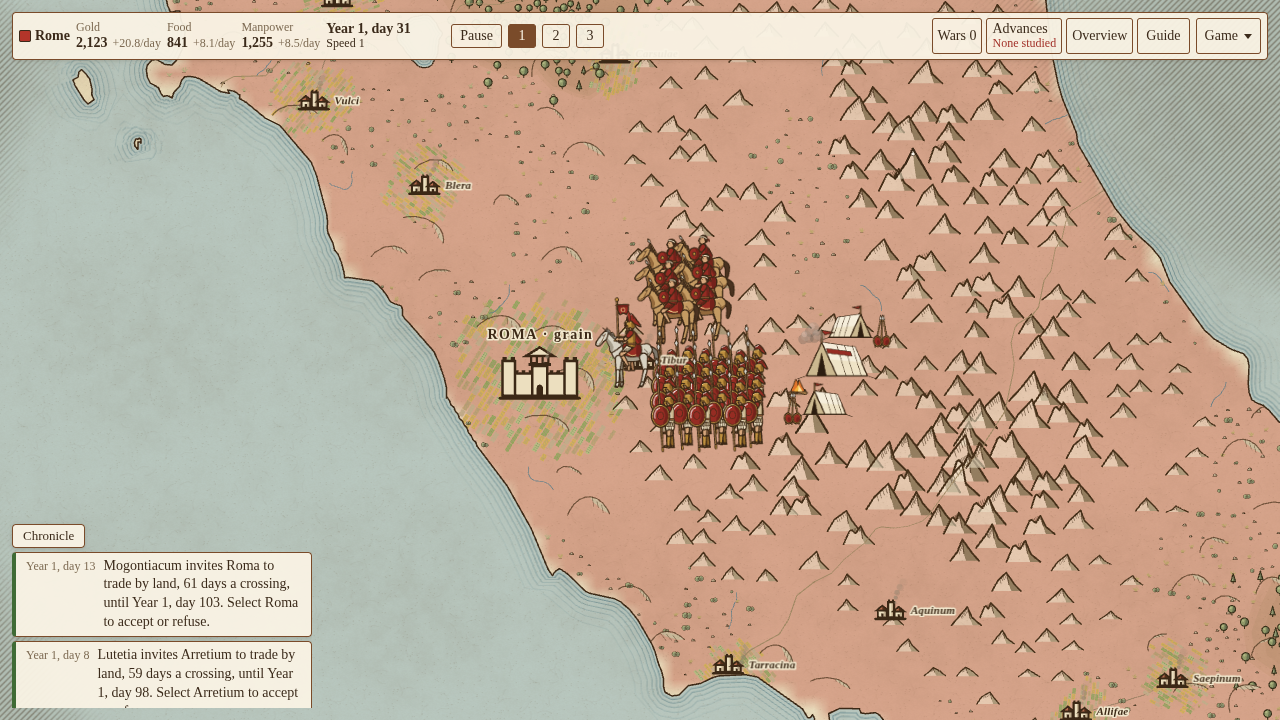 Rome
Gold
2,123 +20.8/day
Food
841 +8.1/day
Manpower
1,255 +8.5/day
Year 1, day 31
Speed 1
Pause
1
2
3
Wars 0
Advances
None studied
Overview
Guide
Game
Vulci
Blera
ROMA · grain
Tibur
Aquinum
Tarracina
Saepinum
Allifae
Chronicle
Year 1, day 13 Mogontiacum invites Roma to
trade by land, 61 days a crossing,
until Year 1, day 103. Select Roma
to accept or refuse.
Year 1, day 8 Lutetia invites Arretium to trade by
land, 59 days a crossing, until Year
1, day 98. Select Arretium to accept